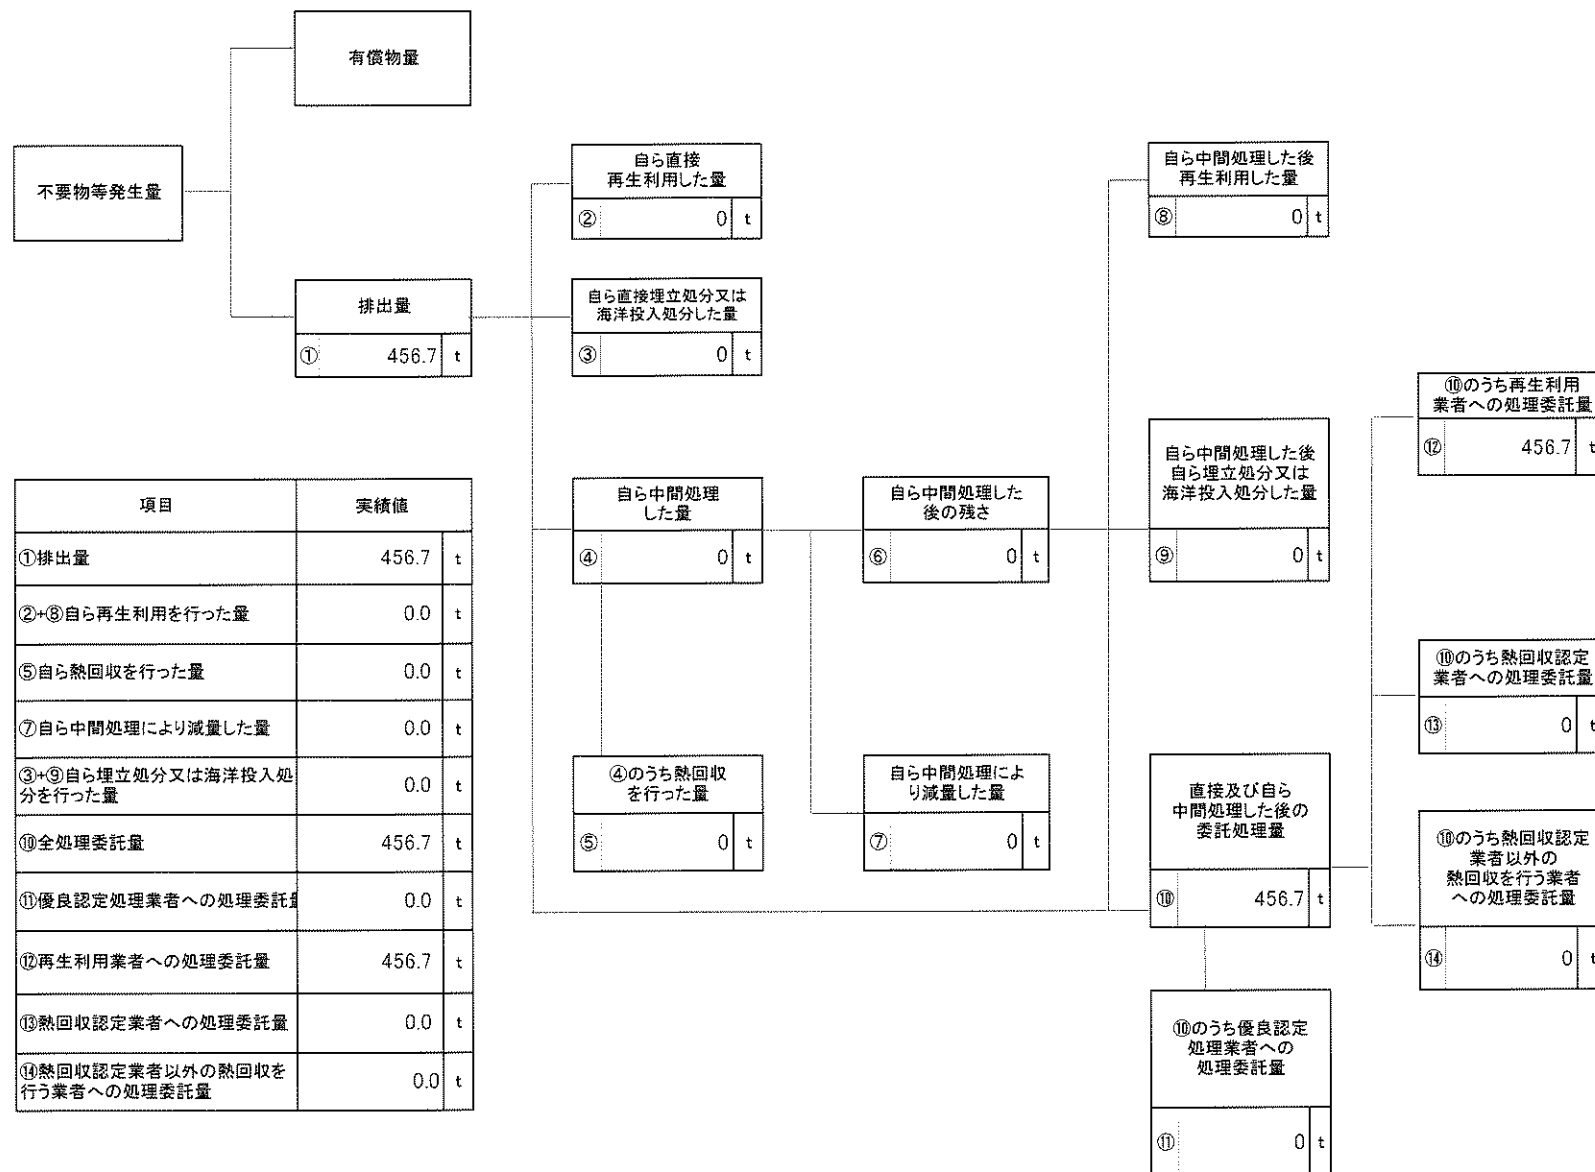 有償物量
不要物等発生量
排出量
① 456.7 t
自ら直接
再生利用した量
② 0 t
自ら直接埋立処分又は
海洋投入処分した量
③ 0 t
自ら中間処理
した量
④ 0 t
④のうち熱回収
を行った量
⑤ 0 t
自ら中間処理した
後の残さ
⑥ 0 t
自ら中間処理によ
り減量した量
⑦ 0 t
自ら中間処理した後
再生利用した量
⑧ 0 t
自ら中間処理した後
自ら埋立処分又は
海洋投入処分した量
⑨ 0 t
直接及び自ら
中間処理した後の
委託処理量
⑩ 456.7 t
⑩のうち優良認定
処理業者への
処理委託量
⑪ 0 t
⑩のうち再生利用
業者への処理委託量
⑫ 456.7 t
⑩のうち熱回収認定
業者への処理委託量
⑬ 0 t
⑩のうち熱回収認定
業者以外の
熱回収を行う業者
への処理委託量
⑭ 0 t
項目 実績値
①排出量 456.7 t
②+⑧自ら再生利用を行った量 0.0 t
⑤自ら熱回収を行った量 0.0 t
⑦自ら中間処理により減量した量 0.0 t
③+⑨自ら埋立処分又は海洋投入処
分を行った量 0.0 t
⑩全処理委託量 456.7 t
⑪優良認定処理業者への処理委託量 0.0 t
⑫再生利用業者への処理委託量 456.7 t
⑬熱回収認定業者への処理委託量 0.0 t
⑭熱回収認定業者以外の熱回収を
行う業者への処理委託量 0.0 t